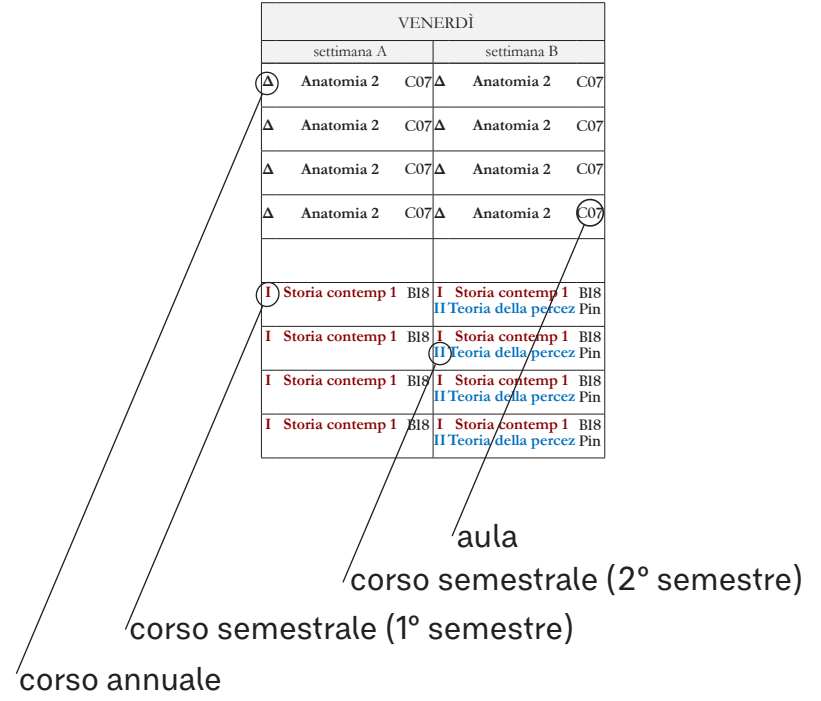 VENERDÌ
settimana A settimana B
Δ Anatomia 2 C07 Δ Anatomia 2 C07
Δ Anatomia 2 C07 Δ Anatomia 2 C07
Δ Anatomia 2 C07 Δ Anatomia 2 C07
Δ Anatomia 2 C07 Δ Anatomia 2 C07
I Storia contemp 1 B18 I Storia contemp 1 B18
II Teoria della percez Pin
I Storia contemp 1 B18 I Storia contemp 1 B18
II Teoria della percez Pin
I Storia contemp 1 B18 I Storia contemp 1 B18
II Teoria della percez Pin
I Storia contemp 1 B18 I Storia contemp 1 B18
II Teoria della percez Pin
aula
corso semestrale (2° semestre)
corso semestrale (1° semestre)
corso annuale